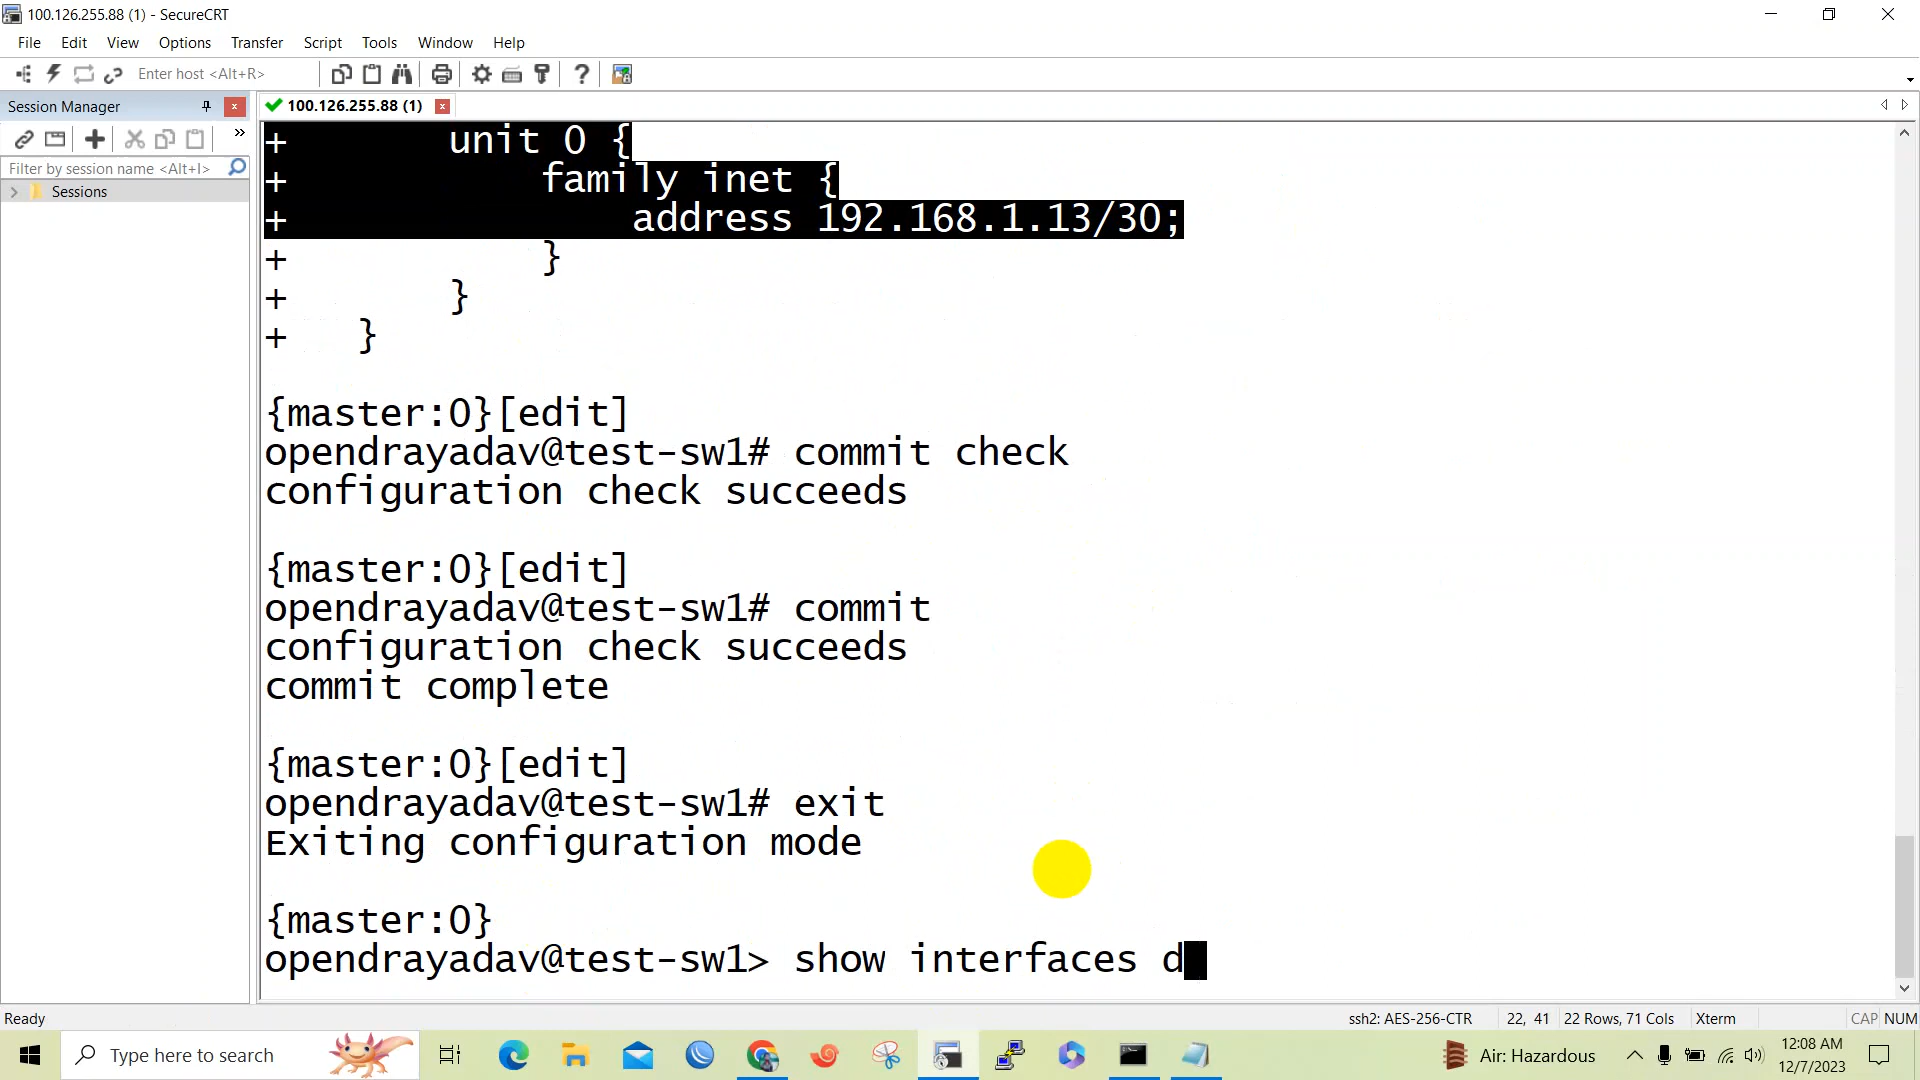 100.126.255.88 (1) - SecureCRT
File Edit View Options Transfer Script Tools Window Help
Enter host <Alt+R>
Session Manager
100.126.255.88 (1)
Filter by session name <Alt+I>
Sessions
+ unit 0 {
+ family inet {
+ address 192.168.1.13/30;
+ }
+ }
+ }
{master:0}[edit]
opendrayadav@test-sw1# commit check
configuration check succeeds
{master:0}[edit]
opendrayadav@test-sw1# commit
configuration check succeeds
commit complete
{master:0}[edit]
opendrayadav@test-sw1# exit
Exiting configuration mode
{master:0}
opendrayadav@test-sw1> show interfaces d
Ready
ssh2: AES-256-CTR 22, 41 22 Rows, 71 Cols Xterm CAP NUM
Type here to search
Air: Hazardous
12:08 AM
12/7/2023